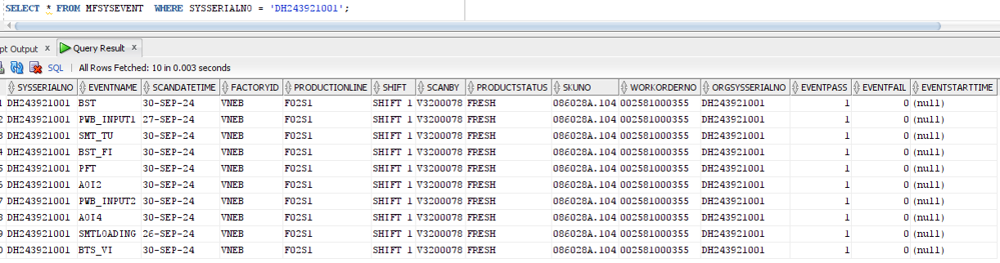 SELECT * FROM MFSYSEVENT WHERE SYSSERIALNO = 'DH243921001';
pt Output x Query Result x
SQL | All Rows Fetched: 10 in 0.003 seconds
SYSSERIALNO EVENTNAME SCANDATETIME FACTORYID PRODUCTIONLINE SHIFT SCANBY PRODUCTSTATUS SKUNO WORKORDERNO ORGSYSSERIALNO EVENTPASS EVENTFAIL EVENTSTARTTIME
1 DH243921001 BST 30-SEP-24 VNEB F02S1 SHIFT 1 V3200078 FRESH 086028A.104 002581000355 DH243921001 1 0 (null)
2 DH243921001 PWB_INPUT1 27-SEP-24 VNEB F02S1 SHIFT 1 V3200078 FRESH 086028A.104 002581000355 DH243921001 1 0 (null)
3 DH243921001 SMT_TU 30-SEP-24 VNEB F02S1 SHIFT 1 V3200078 FRESH 086028A.104 002581000355 DH243921001 1 0 (null)
4 DH243921001 BST_FI 30-SEP-24 VNEB F02S1 SHIFT 1 V3200078 FRESH 086028A.104 002581000355 DH243921001 1 0 (null)
5 DH243921001 PFT 30-SEP-24 VNEB F02S1 SHIFT 1 V3200078 FRESH 086028A.104 002581000355 DH243921001 1 0 (null)
6 DH243921001 AOI2 30-SEP-24 VNEB F02S1 SHIFT 1 V3200078 FRESH 086028A.104 002581000355 DH243921001 1 0 (null)
7 DH243921001 PWB_INPUT2 30-SEP-24 VNEB F02S1 SHIFT 1 V3200078 FRESH 086028A.104 002581000355 DH243921001 1 0 (null)
8 DH243921001 AOI4 30-SEP-24 VNEB F02S1 SHIFT 1 V3200078 FRESH 086028A.104 002581000355 DH243921001 1 0 (null)
9 DH243921001 SMTLOADING 26-SEP-24 VNEB F02S1 SHIFT 1 V3200078 FRESH 086028A.104 002581000355 DH243921001 1 0 (null)
0 DH243921001 BTS_VI 30-SEP-24 VNEB F02S1 SHIFT 1 V3200078 FRESH 086028A.104 002581000355 DH243921001 1 0 (null)